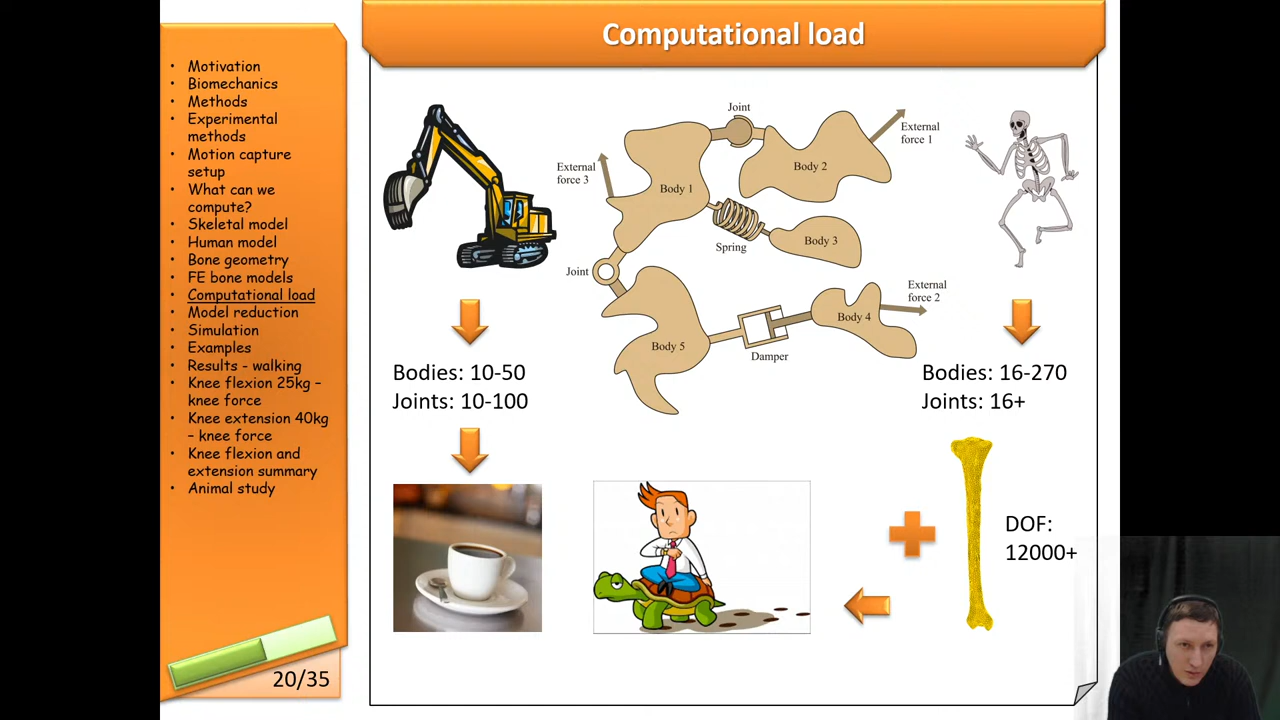 Computational load
• Motivation
• Biomechanics
• Methods
• Experimental
methods
• Motion capture
setup
• What can we
compute?
• Skeletal model
• Human model
• Bone geometry
• FE bone models
• Computational load
• Model reduction
• Simulation
• Examples
• Results - walking
• Knee flexion 25kg –
knee force
• Knee extension 40kg
– knee force
• Knee flexion and
extension summary
• Animal study
20/35
Joint
External
force 1
Body 2
External
force 3
Body 1
Spring
Body 3
Joint
External
force 2
Body 4
Body 5
Damper
Bodies: 10-50
Joints: 10-100
Bodies: 16-270
Joints: 16+
DOF:
12000+